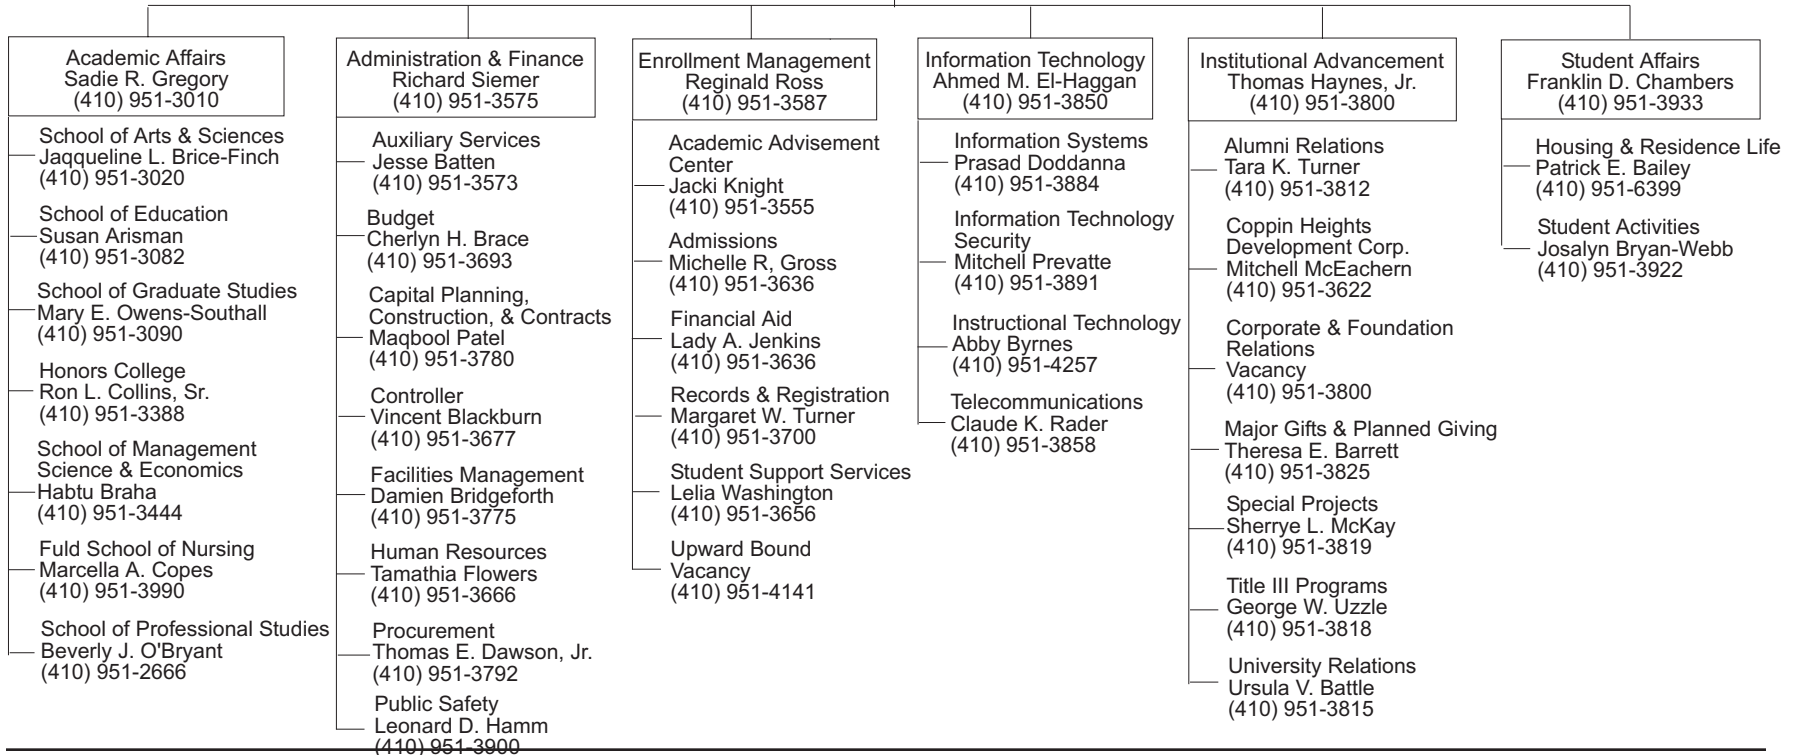 Academic Affairs
Sadie R. Gregory
(410) 951-3010
School of Arts & Sciences
Jaqqueline L. Brice-Finch
(410) 951-3020
School of Education
Susan Arisman
(410) 951-3082
School of Graduate Studies
Mary E. Owens-Southall
(410) 951-3090
Honors College
Ron L. Collins, Sr.
(410) 951-3388
School of Management
Science & Economics
Habtu Braha
(410) 951-3444
Fuld School of Nursing
Marcella A. Copes
(410) 951-3990
School of Professional Studies
Beverly J. O'Bryant
(410) 951-2666
Administration & Finance
Richard Siemer
(410) 951-3575
Auxiliary Services
Jesse Batten
(410) 951-3573
Budget
Cherlyn H. Brace
(410) 951-3693
Capital Planning,
Construction, & Contracts
Maqbool Patel
(410) 951-3780
Controller
Vincent Blackburn
(410) 951-3677
Facilities Management
Damien Bridgeforth
(410) 951-3775
Human Resources
Tamathia Flowers
(410) 951-3666
Procurement
Thomas E. Dawson, Jr.
(410) 951-3792
Public Safety
Leonard D. Hamm
(410) 951-3900
Enrollment Management
Reginald Ross
(410) 951-3587
Academic Advisement
Center
Jacki Knight
(410) 951-3555
Admissions
Michelle R, Gross
(410) 951-3636
Financial Aid
Lady A. Jenkins
(410) 951-3636
Records & Registration
Margaret W. Turner
(410) 951-3700
Student Support Services
Lelia Washington
(410) 951-3656
Upward Bound
Vacancy
(410) 951-4141
Information Technology
Ahmed M. El-Haggan
(410) 951-3850
Information Systems
Prasad Doddanna
(410) 951-3884
Information Technology
Security
Mitchell Prevatte
(410) 951-3891
Instructional Technology
Abby Byrnes
(410) 951-4257
Telecommunications
Claude K. Rader
(410) 951-3858
Institutional Advancement
Thomas Haynes, Jr.
(410) 951-3800
Alumni Relations
Tara K. Turner
(410) 951-3812
Coppin Heights
Development Corp.
Mitchell McEachern
(410) 951-3622
Corporate & Foundation
Relations
Vacancy
(410) 951-3800
Major Gifts & Planned Giving
Theresa E. Barrett
(410) 951-3825
Special Projects
Sherrye L. McKay
(410) 951-3819
Title III Programs
George W. Uzzle
(410) 951-3818
University Relations
Ursula V. Battle
(410) 951-3815
Student Affairs
Franklin D. Chambers
(410) 951-3933
Housing & Residence Life
Patrick E. Bailey
(410) 951-6399
Student Activities
Josalyn Bryan-Webb
(410) 951-3922